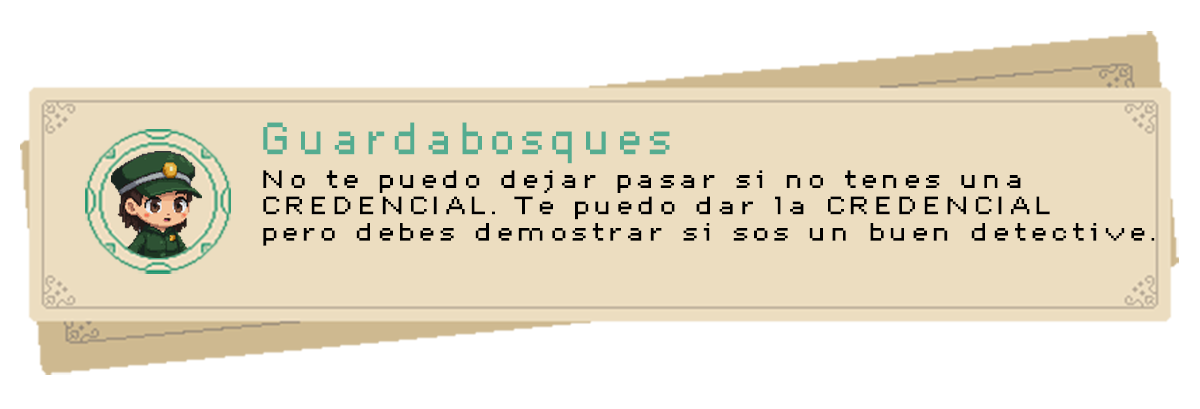 Guardabosques
No te puedo dejar pasar si no tenes una
CREDENCIAL. Te puedo dar la CREDENCIAL
pero debes demostrar si sos un buen detective.